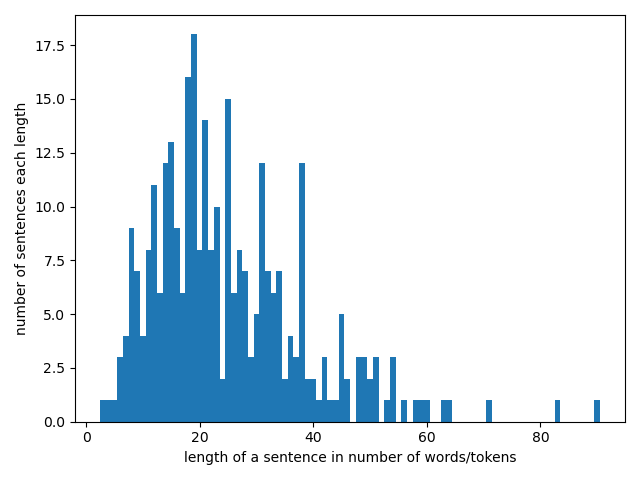 17.5
15.0
12.5
10.0
7.5
5.0
2.5
0.0
number of sentences each length
0 20 40 60 80
length of a sentence in number of words/tokens